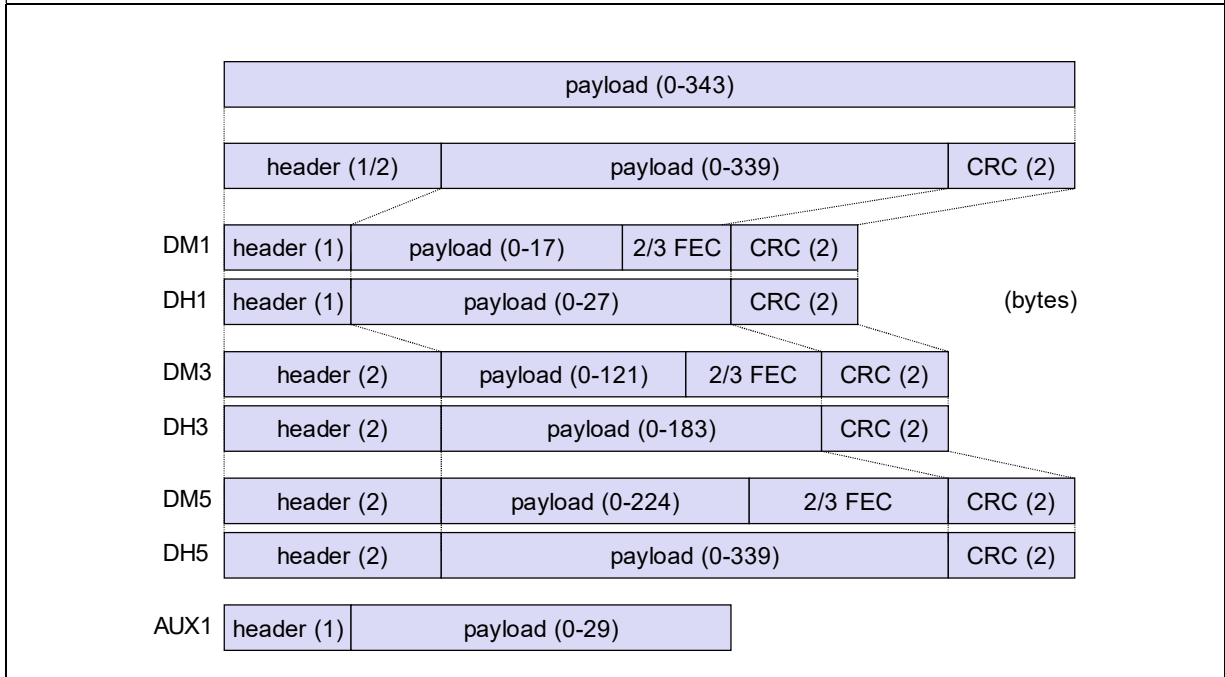 payload (0-343)
header (1/2) payload (0-339) CRC (2)
DM1 header (1) payload (0-17) 2/3 FEC CRC (2)
DH1 header (1) payload (0-27) CRC (2) (bytes)
DM3 header (2) payload (0-121) 2/3 FEC CRC (2)
DH3 header (2) payload (0-183) CRC (2)
DM5 header (2) payload (0-224) 2/3 FEC CRC (2)
DH5 header (2) payload (0-339) CRC (2)
AUX1 header (1) payload (0-29)